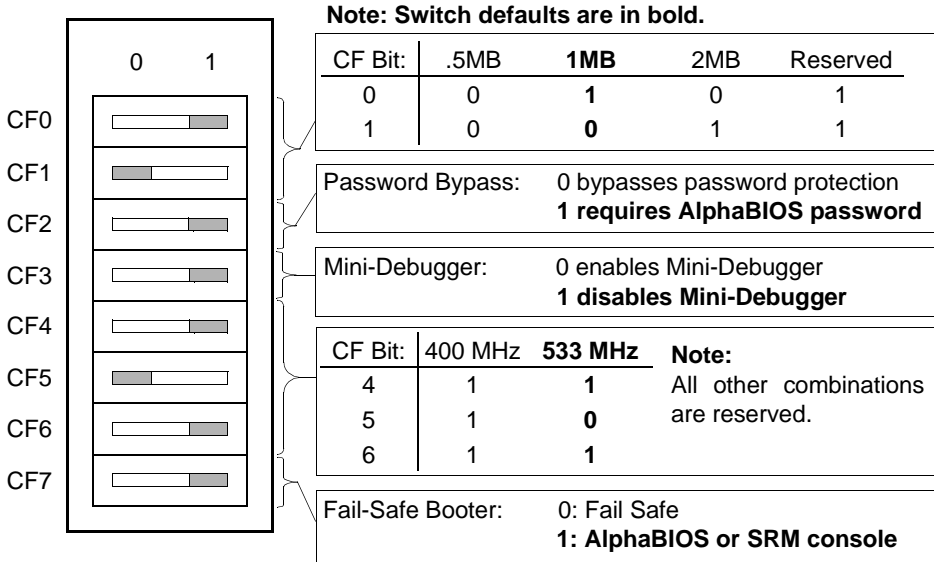 Note: Switch defaults are in bold.
0 1
CF0
CF1
CF2
CF3
CF4
CF5
CF6
CF7
CF Bit: .5MB 1MB 2MB Reserved
0 0 1 0 1
1 0 0 1 1
Password Bypass: 0 bypasses password protection
1 requires AlphaBIOS password
Mini-Debugger: 0 enables Mini-Debugger
1 disables Mini-Debugger
CF Bit: 400 MHz 533 MHz
4 1 1
5 1 0
6 1 1
Note:
All other combinations
are reserved.
Fail-Safe Booter: 0: Fail Safe
1: AlphaBIOS or SRM console